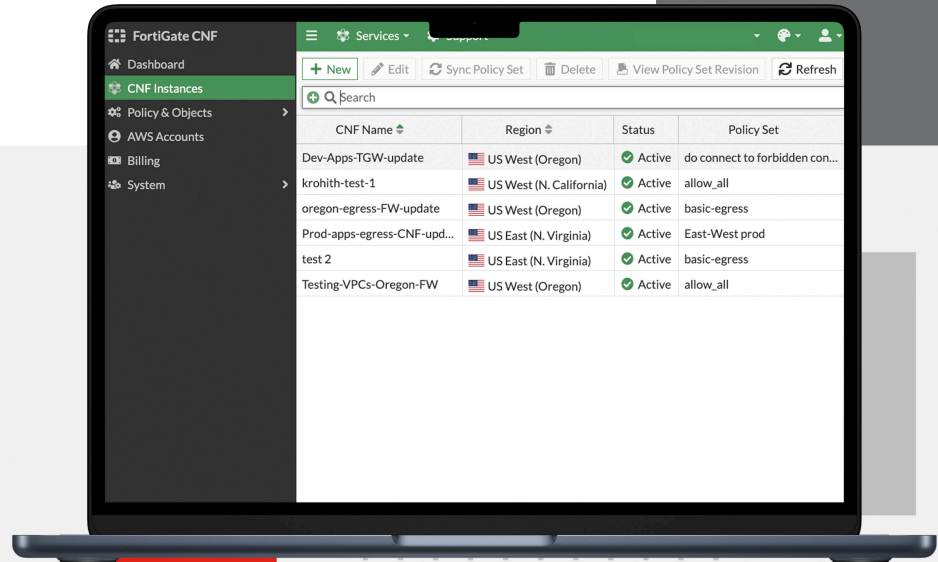 FortiGate CNF
Dashboard
CNF Instances
Policy & Objects
AWS Accounts
Billing
System
Services
Support
New Edit Sync Policy Set Delete View Policy Set Revision Refresh
Search
CNF Name Region Status Policy Set
Dev-Apps-TGW-update US West (Oregon) Active do connect to forbidden con...
krohith-test-1 US West (N. California) Active allow_all
oregon-egress-FW-update US West (Oregon) Active basic-egress
Prod-apps-egress-CNF-upd... US East (N. Virginia) Active East-West prod
test 2 US East (N. Virginia) Active basic-egress
Testing-VPCs-Oregon-FW US West (Oregon) Active allow_all